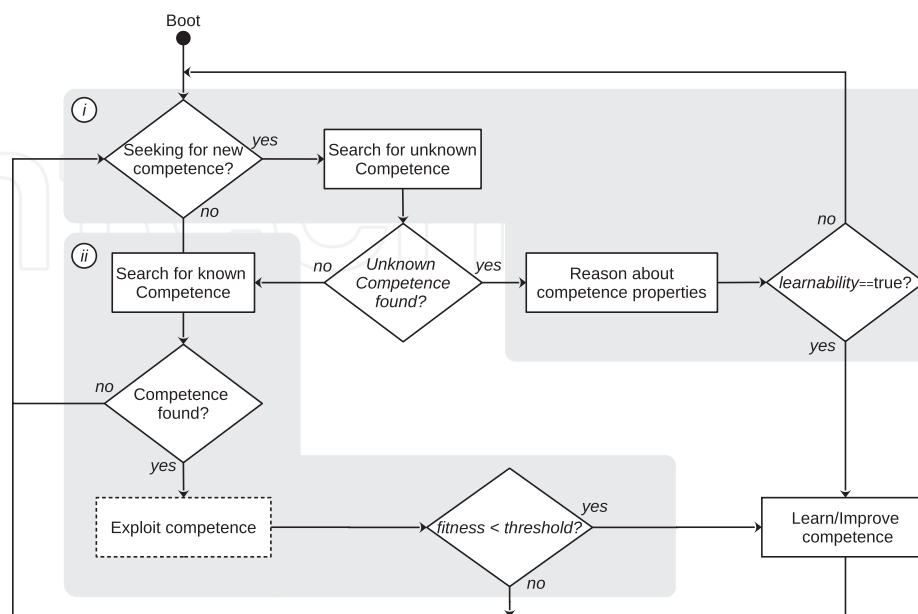 Boot
i
Seeking for new
competence?
yes
no
Search for unknown
Competence
ii
Search for known
Competence
no
Unknown
Competence
found?
yes
Reason about
competence properties
no
learnability==true?
yes
no
Competence
found?
yes
Exploit competence
fitness < threshold?
yes
no
Learn/Improve
competence